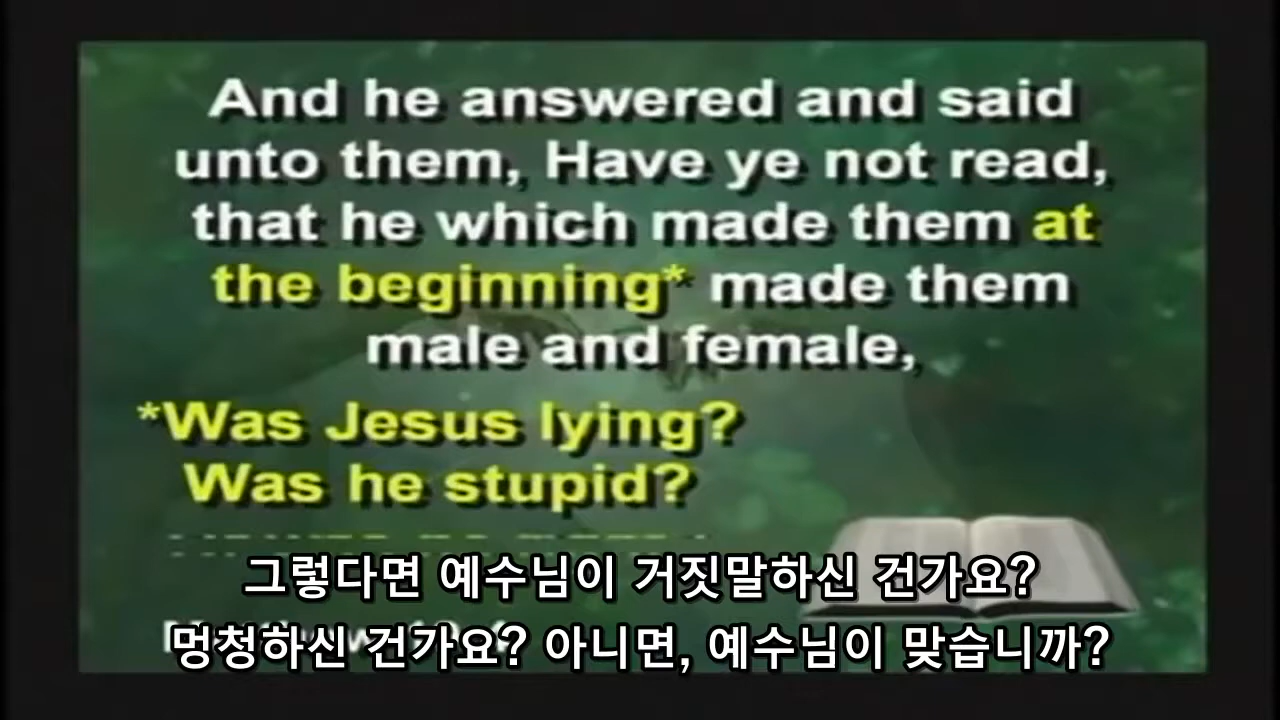 And he answered and said
unto them, Have ye not read,
that he which made them at
the beginning* made them
male and female,
*Was Jesus lying?
Was he stupid?
그렇다면 예수님이 거짓말하신 건가요?
멍청하신 건가요? 아니면, 예수님이 맞습니까?